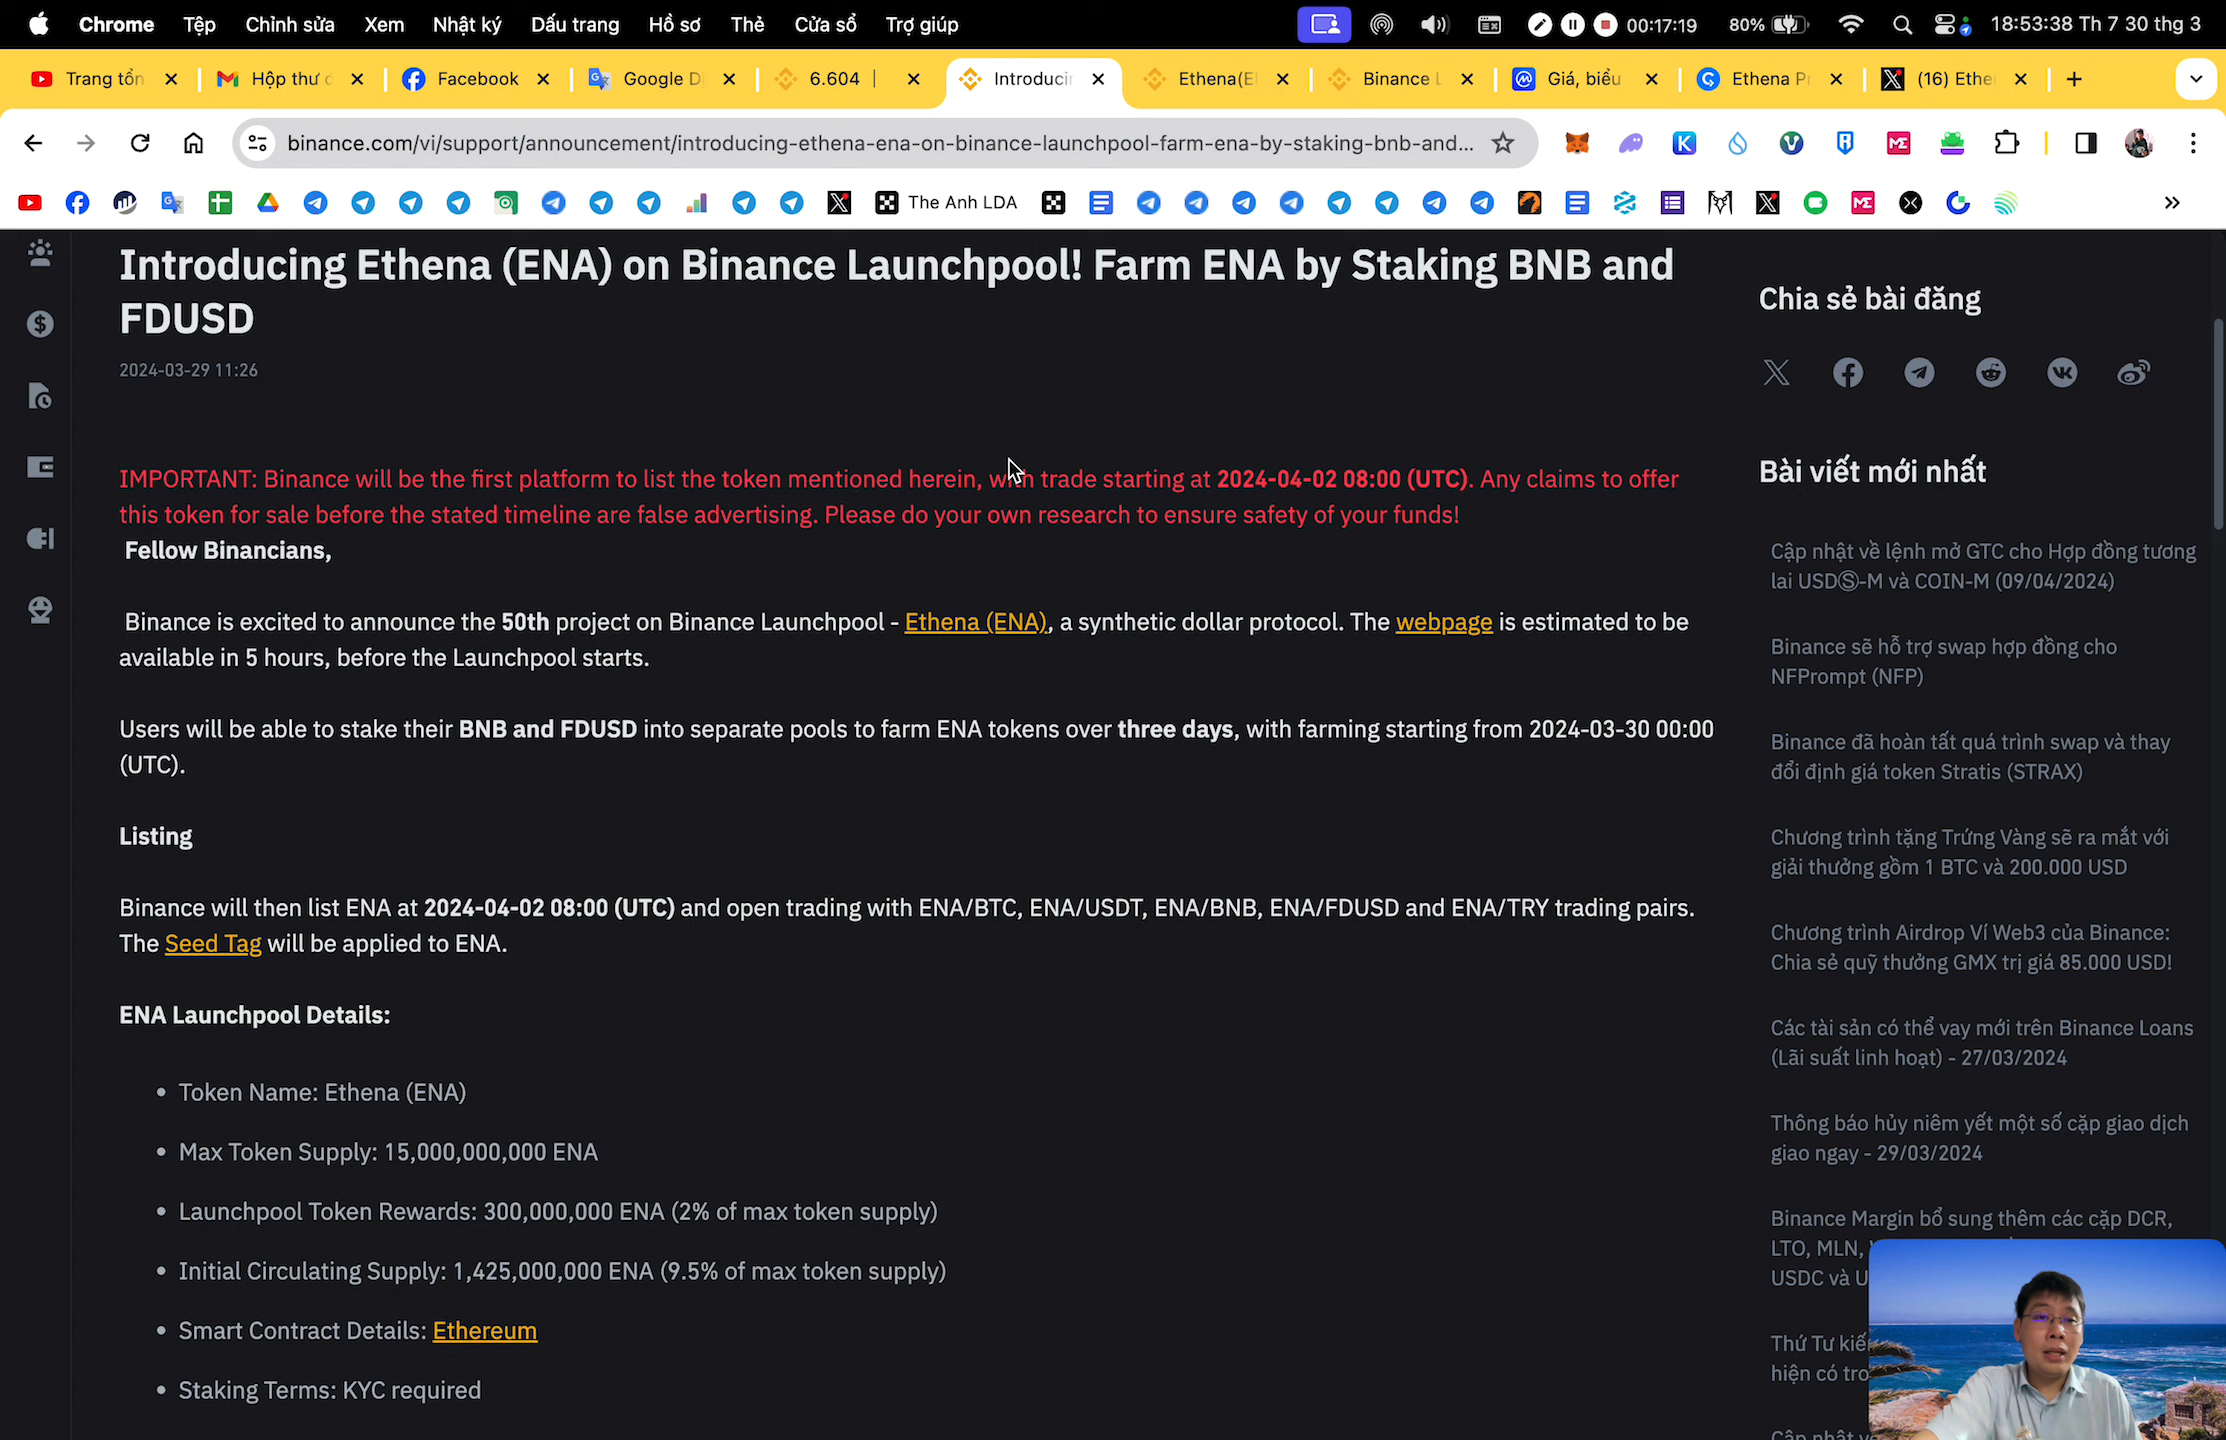 Chrome Tệp Chỉnh sửa Xem Nhật ký Dấu trang Hồ sơ Thẻ Cửa sổ Trợ giúp 00:17:19 80% 18:53:38 Th 7 30 thg 3
Trang tổn Hộp thư Facebook Google D 6.604 | Introducin Ethena(E Binance L Giá, biểu Ethena Pr (16) Ethe
binance.com/vi/support/announcement/introducing-ethena-ena-on-binance-launchpool-farm-ena-by-staking-bnb-and...
The Anh LDA
Introducing Ethena (ENA) on Binance Launchpool! Farm ENA by Staking BNB and
FDUSD
2024-03-29 11:26
IMPORTANT: Binance will be the first platform to list the token mentioned herein, with trade starting at 2024-04-02 08:00 (UTC). Any claims to offer
this token for sale before the stated timeline are false advertising. Please do your own research to ensure safety of your funds!
Fellow Binancians,
Binance is excited to announce the 50th project on Binance Launchpool - Ethena (ENA), a synthetic dollar protocol. The webpage is estimated to be
available in 5 hours, before the Launchpool starts.
Users will be able to stake their BNB and FDUSD into separate pools to farm ENA tokens over three days, with farming starting from 2024-03-30 00:00
(UTC).
Listing
Binance will then list ENA at 2024-04-02 08:00 (UTC) and open trading with ENA/BTC, ENA/USDT, ENA/BNB, ENA/FDUSD and ENA/TRY trading pairs.
The Seed Tag will be applied to ENA.
ENA Launchpool Details:
• Token Name: Ethena (ENA)
• Max Token Supply: 15,000,000,000 ENA
• Launchpool Token Rewards: 300,000,000 ENA (2% of max token supply)
• Initial Circulating Supply: 1,425,000,000 ENA (9.5% of max token supply)
• Smart Contract Details: Ethereum
• Staking Terms: KYC required
Chia sẻ bài đăng
Bài viết mới nhất
Cập nhật về lệnh mở GTC cho Hợp đồng tương
lai USDⓈ-M và COIN-M (09/04/2024)
Binance sẽ hỗ trợ swap hợp đồng cho
NFPrompt (NFP)
Binance đã hoàn tất quá trình swap và thay
đổi định giá token Stratis (STRAX)
Chương trình tặng Trứng Vàng sẽ ra mắt với
giải thưởng gồm 1 BTC và 200.000 USD
Chương trình Airdrop Ví Web3 của Binance:
Chia sẻ quỹ thưởng GMX trị giá 85.000 USD!
Các tài sản có thể vay mới trên Binance Loans
(Lãi suất linh hoạt) - 27/03/2024
Thông báo hủy niêm yết một số cặp giao dịch
giao ngay - 29/03/2024
Binance Margin bổ sung thêm các cặp DCR,
LTO, MLN,
USDC và U
Thứ Tư kiế
hiện có tro
Cập nhật